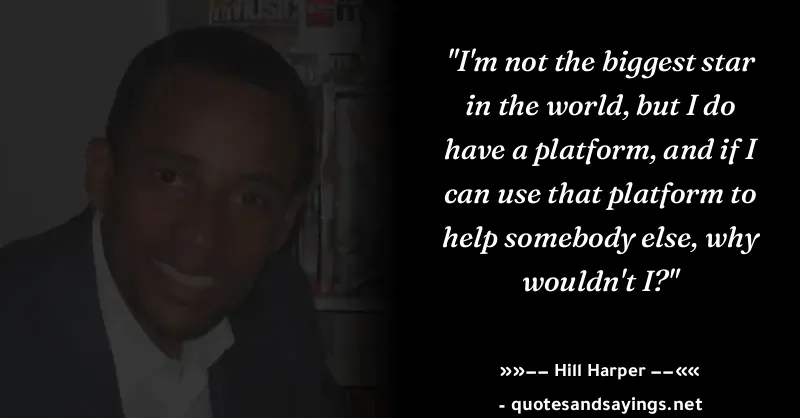 MUSIC
"I'm not the biggest star
in the world, but I do
have a platform, and if I
can use that platform to
help somebody else, why
wouldn't I?"
»»–– Hill Harper ––««
- quotesandsayings.net